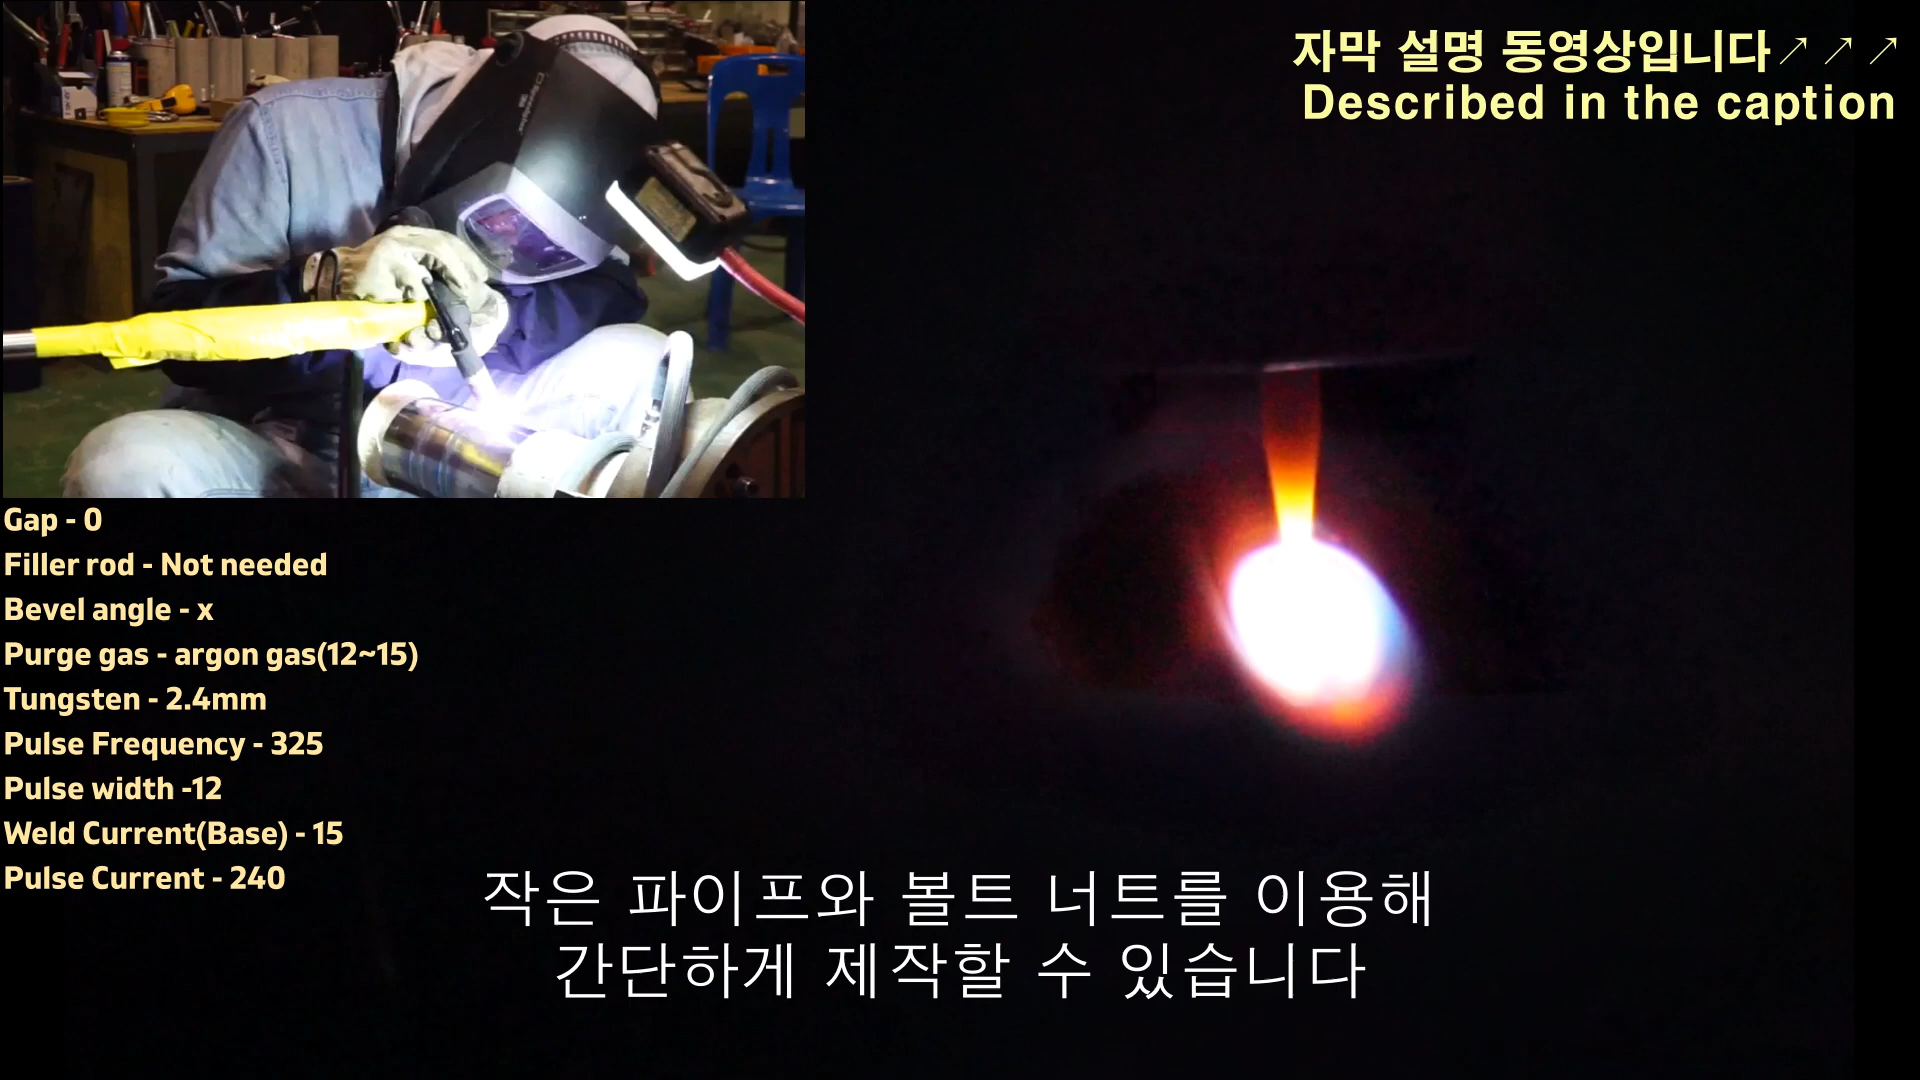 자막 설명 동영상입니다↗↗↗
Described in the caption
Gap - 0
Filler rod - Not needed
Bevel angle - x
Purge gas - argon gas(12~15)
Tungsten - 2.4mm
Pulse Frequency - 325
Pulse width -12
Weld Current(Base) - 15
Pulse Current - 240
작은 파이프와 볼트 너트를 이용해
간단하게 제작할 수 있습니다